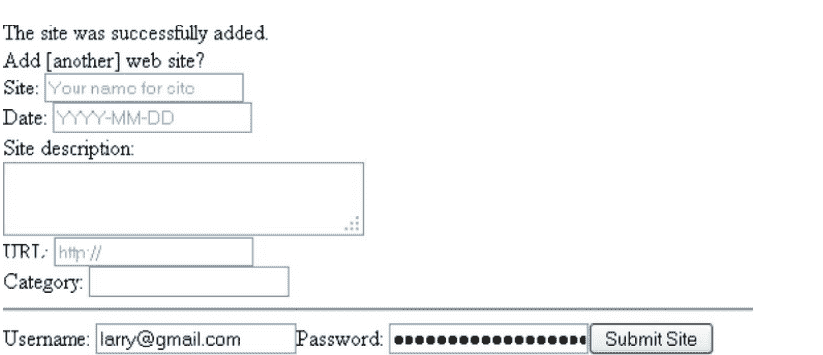 The site was successfully added.
Add [another] web site?
Site: Your name for site
Date: YYYY-MM-DD
Site description:
URL: http://
Category:
Username: larry@gmail.com Password: ●●●●●●●●●●●●●●●●●● Submit Site